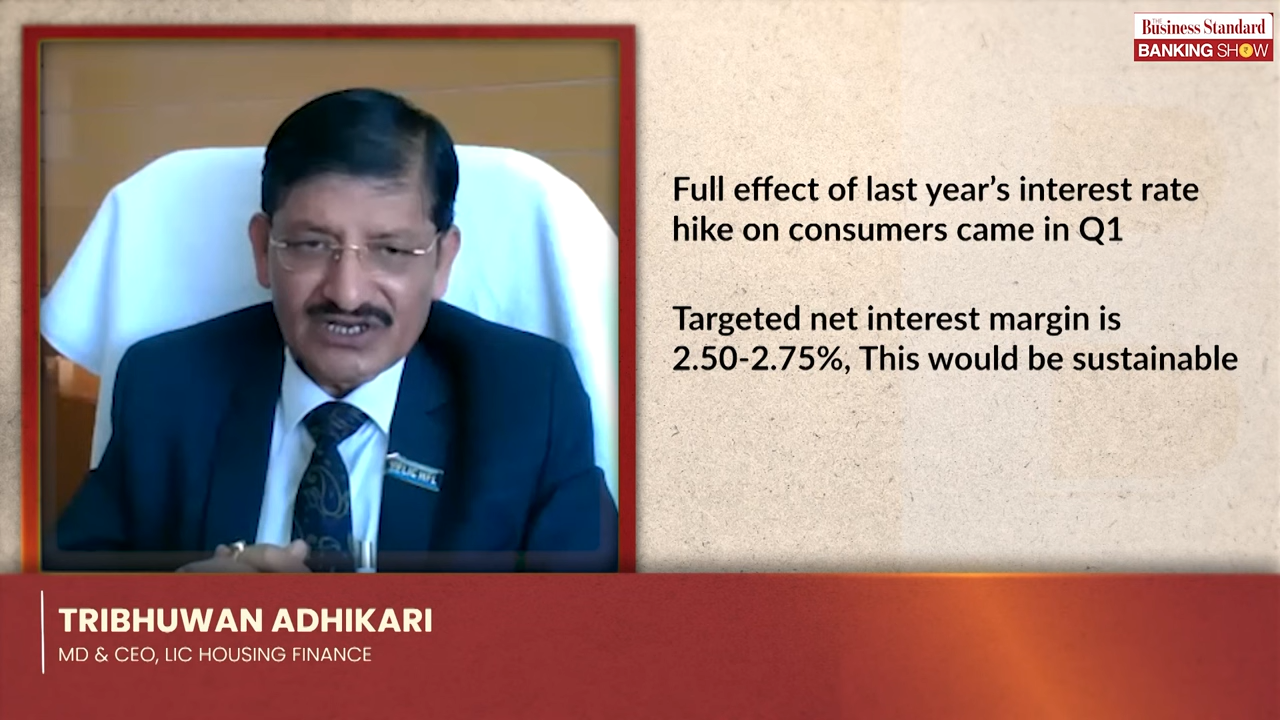 THE
Business Standard
BANKING SHOW
Full effect of last year’s interest rate
hike on consumers came in Q1
Targeted net interest margin is
2.50-2.75%, This would be sustainable
TRIBHUWAN ADHIKARI
MD & CEO, LIC HOUSING FINANCE